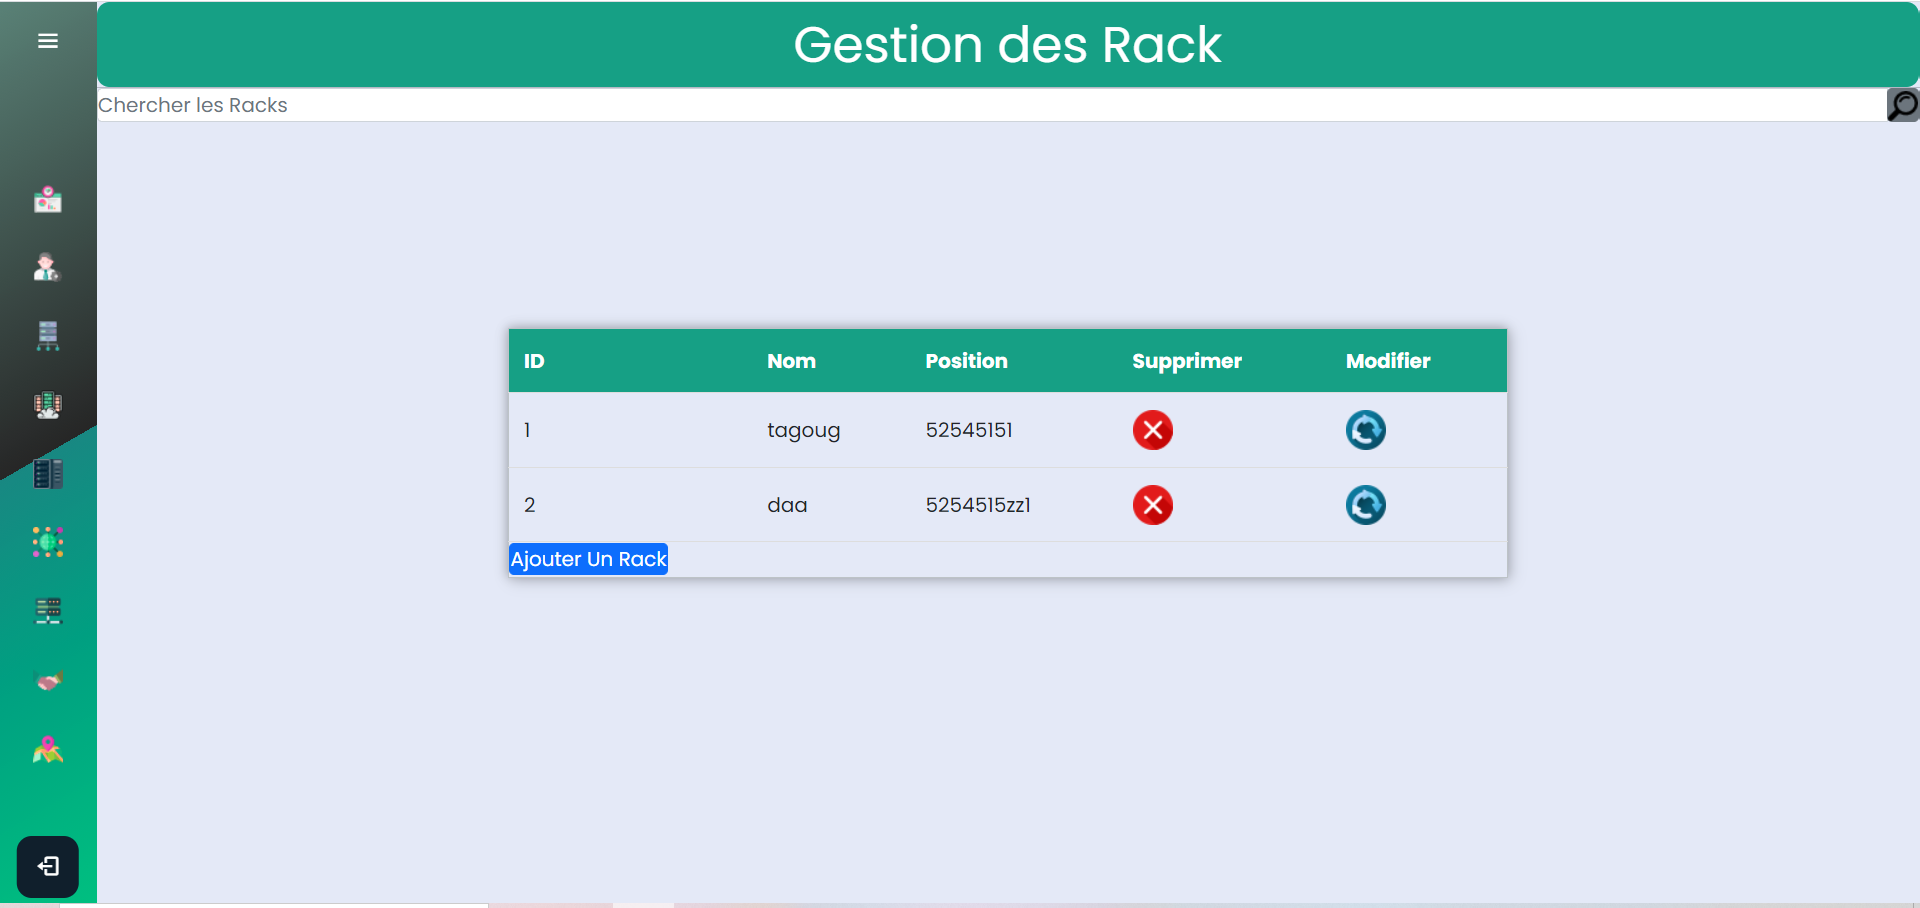 Gestion des Rack
Chercher les Racks
ID Nom Position Supprimer Modifier
1 tagoug 52545151
2 daa 5254515zz1
Ajouter Un Rack